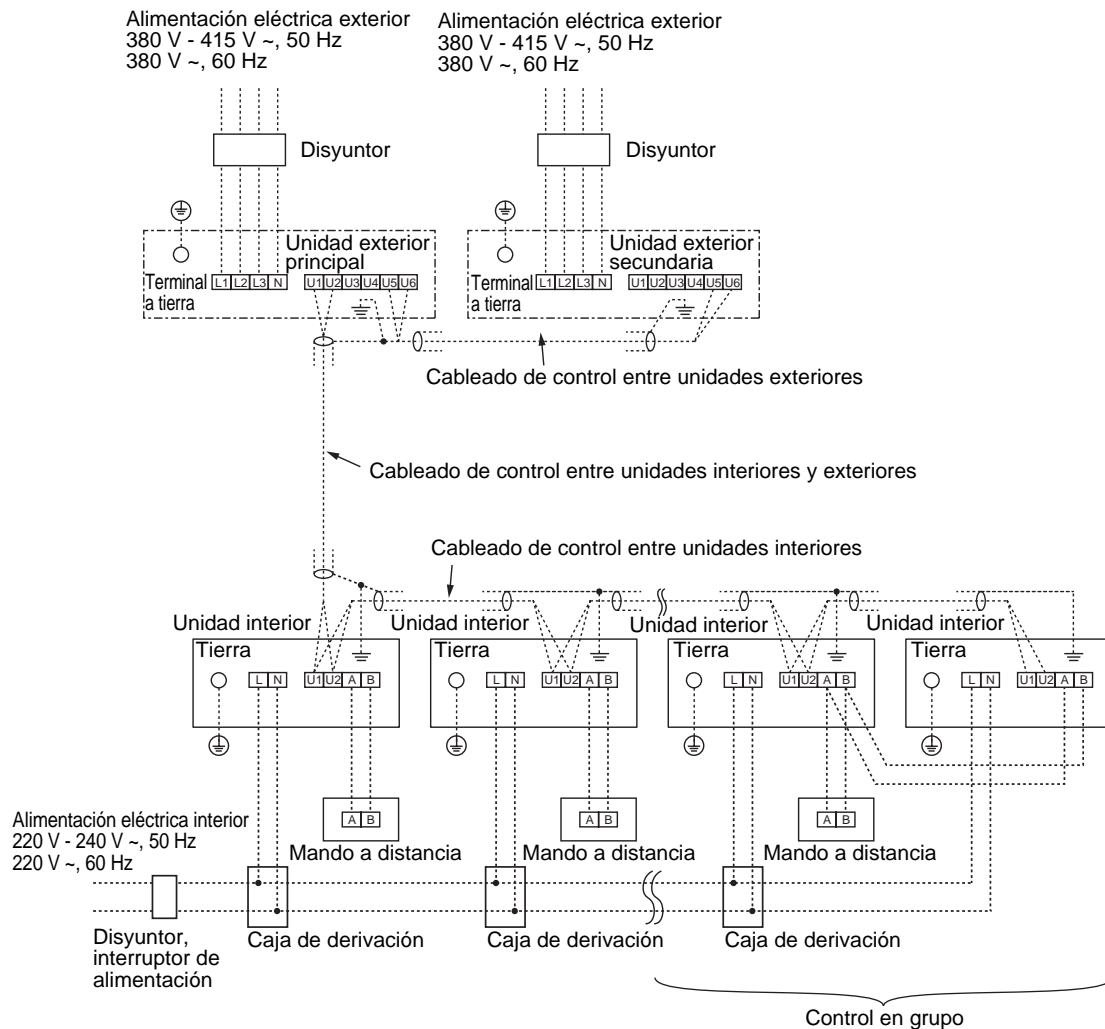 Alimentación eléctrica exterior
380 V - 415 V ~, 50 Hz
380 V ~, 60 Hz
Alimentación eléctrica exterior
380 V - 415 V ~, 50 Hz
380 V ~, 60 Hz
Disyuntor
Disyuntor
Unidad exterior
principal
Terminal
a tierra
L1 L2 L3 N
U1 U2 U3 U4 U5 U6
Unidad exterior
secundaria
Terminal
a tierra
L1 L2 L3 N
U1 U2 U3 U4 U5 U6
Cableado de control entre unidades exteriores
Cableado de control entre unidades interiores y exteriores
Cableado de control entre unidades interiores
Unidad interior
Unidad interior
Unidad interior
Unidad interior
Tierra
Tierra
Tierra
Tierra
L N
U1 U2 A B
L N
U1 U2 A B
L N
U1 U2 A B
L N
U1 U2 A B
A B
A B
A B
Mando a distancia
Mando a distancia
Mando a distancia
Alimentación eléctrica interior
220 V - 240 V ~, 50 Hz
220 V ~, 60 Hz
Disyuntor,
interruptor de
alimentación
Caja de derivación
Caja de derivación
Caja de derivación
Control en grupo